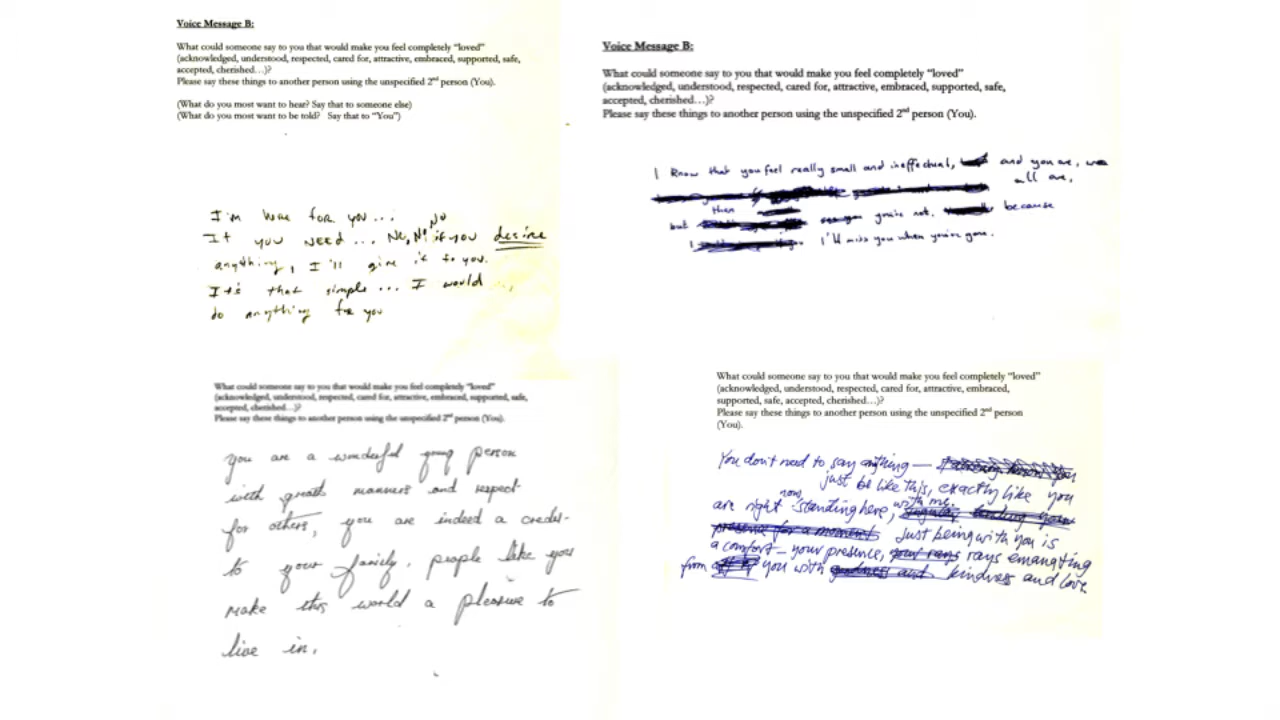 Voice Message B:
What could someone say to you that would make you feel completely “loved”
(acknowledged, understood, respected, cared for, attractive, embraced, supported, safe,
accepted, cherished…)?
Please say these things to another person using the unspecified 2nd person (You).
(What do you most want to hear? Say that to someone else)
(What do you most want to be told? Say that to “You”)
I'm here for you...
If you NEED... No, No, No if you desire
anything, I'll give it to you.
It's that simple... I would
do anything for you
Voice Message B:
What could someone say to you that would make you feel completely “loved”
(acknowledged, understood, respected, cared for, attractive, embraced, supported, safe,
accepted, cherished…)?
Please say these things to another person using the unspecified 2nd person (You).
I know that you feel really small and ineffectual, and you are, we
all are,
then
but you're not. because
I I'll miss you when you're gone.
What could someone say to you that would make you feel completely “loved”
(acknowledged, understood, respected, cared for, attractive, embraced, supported, safe,
accepted, cherished…)?
Please say these things to another person using the unspecified 2nd person (You).
you are a wonderful young person
with great manners and respect
for others, you are indeed a credit
to your family, people like you
make this world a pleasure to
live in.
What could someone say to you that would make you feel completely “loved”
(acknowledged, understood, respected, cared for, attractive, embraced,
supported, safe, accepted, cherished…)?
Please say these things to another person using the unspecified 2nd person
(You).
You don't need to say anything —
just be like this, exactly like you
are right now, standing here, with me.
presence for a moment Just being with you is
a comfort – your presence, your rays rays emanating
from you with kindness and kindness and love